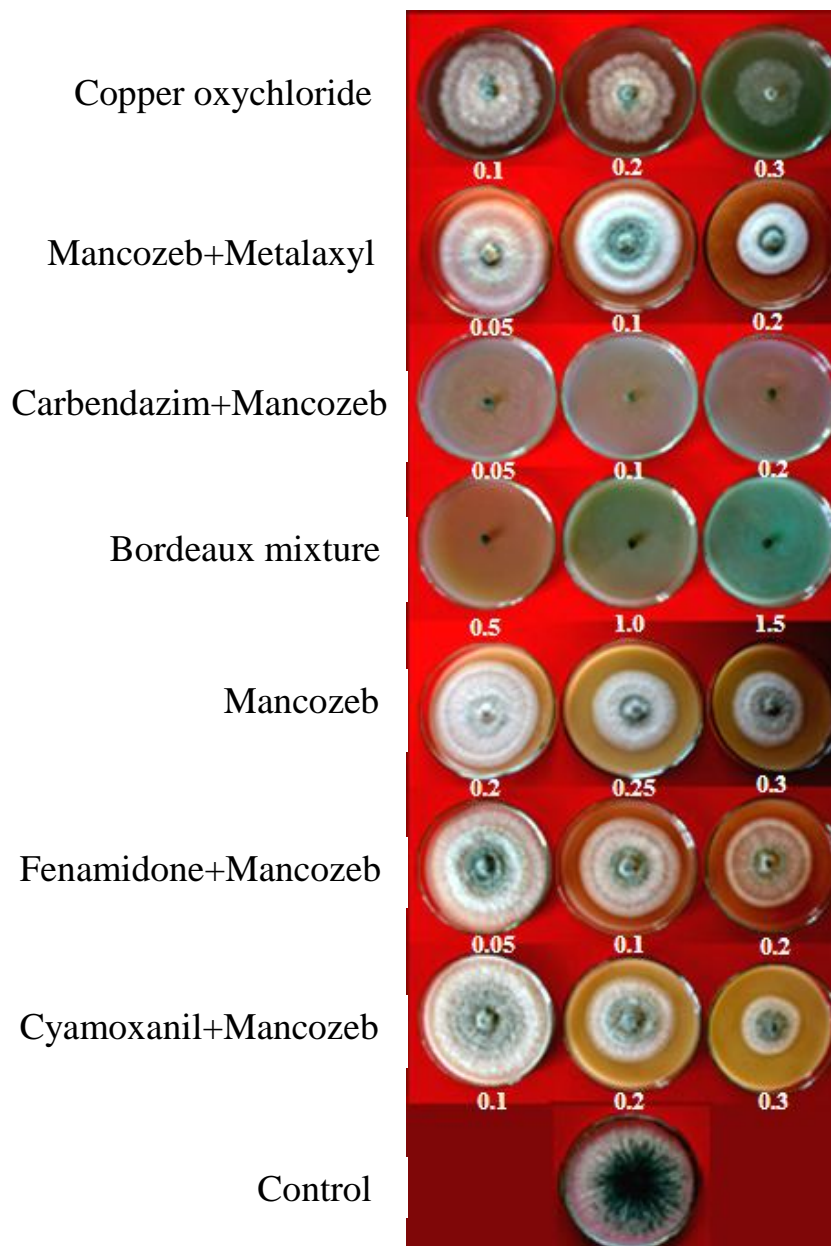 Copper oxychloride
0.1 0.2 0.3
Mancozeb+Metalaxyl
0.05 0.1 0.2
Carbendazim+Mancozeb
0.05 0.1 0.2
Bordeaux mixture
0.5 1.0 1.5
Mancozeb
0.2 0.25 0.3
Fenamidone+Mancozeb
0.05 0.1 0.2
Cyamoxanil+Mancozeb
0.1 0.2 0.3
Control